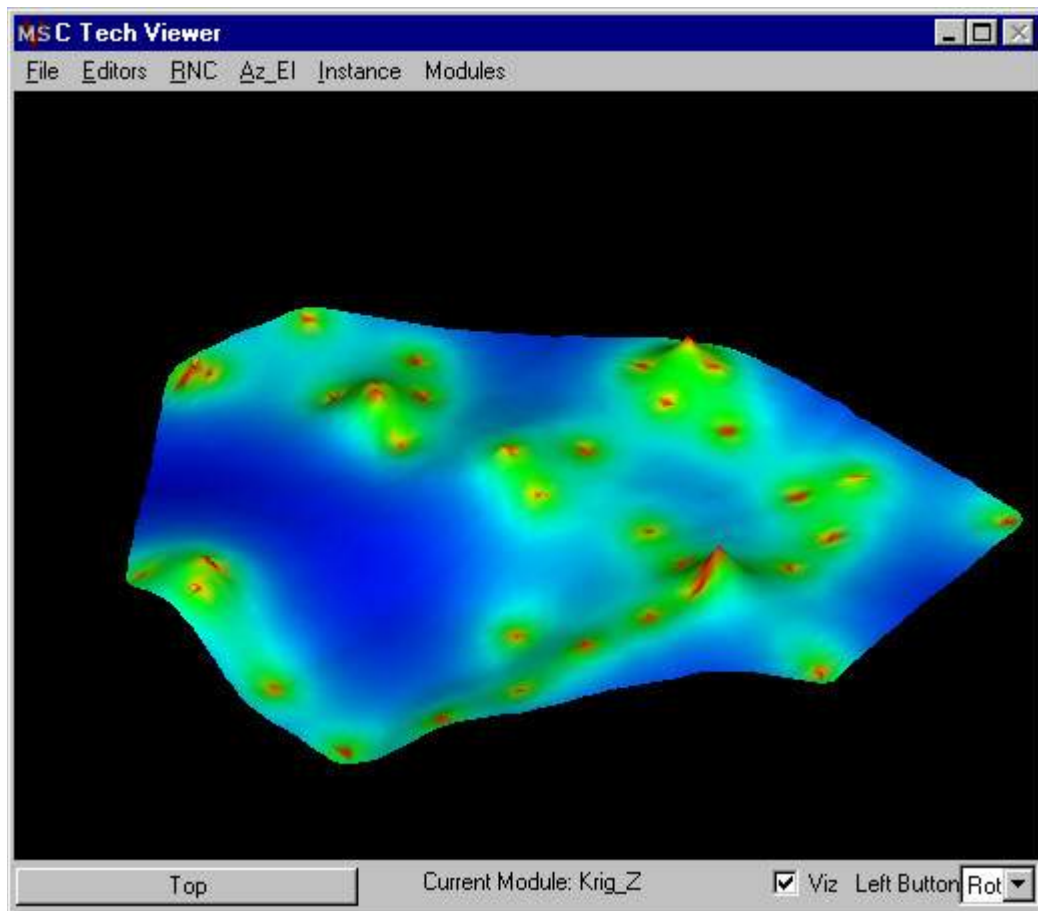 MS C Tech Viewer
File Editors RNC Az_El Instance Modules
Top Current Module: Krig_Z Viz Left Button Rot